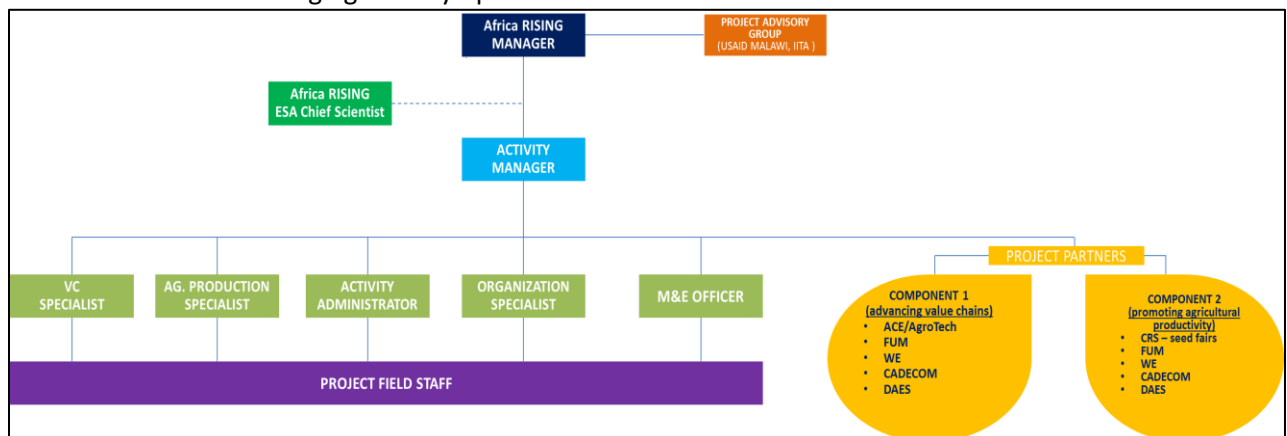 Africa RISING
MANAGER
PROJECT ADVISORY
GROUP
(USAID MALAWI, IITA )
Africa RISING
ESA Chief Scientist
ACTIVITY
MANAGER
PROJECT PARTNERS
VC
SPECIALIST
AG. PRODUCTION
SPECIALIST
ACTIVITY
ADMINISTRATOR
ORGANIZATION
SPECIALIST
M&E OFFICER
COMPONENT 1
(advancing value chains)
• ACE/AgroTech
• FUM
• WE
• CADECOM
• DAES
COMPONENT 2
(promoting agricultural
productivity)
• CRS – seed fairs
• FUM
• WE
• CADECOM
• DAES
PROJECT FIELD STAFF